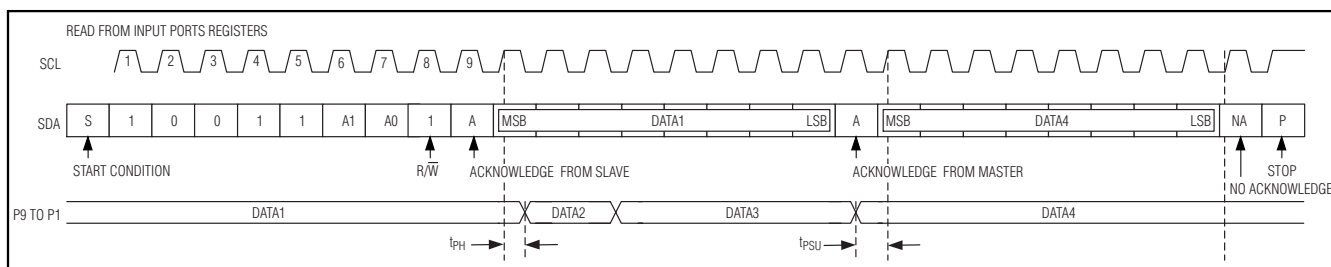 READ FROM INPUT PORTS REGISTERS
SCL 1 2 3 4 5 6 7 8 9
SDA S 1 0 0 1 1 A1 A0 1 A MSB DATA1 LSB A MSB DATA4 LSB NA P
START CONDITION R/W̅ ACKNOWLEDGE FROM SLAVE ACKNOWLEDGE FROM MASTER STOP
NO ACKNOWLEDGE
P9 TO P1 DATA1 DATA2 DATA3 DATA4
tPH tPSU